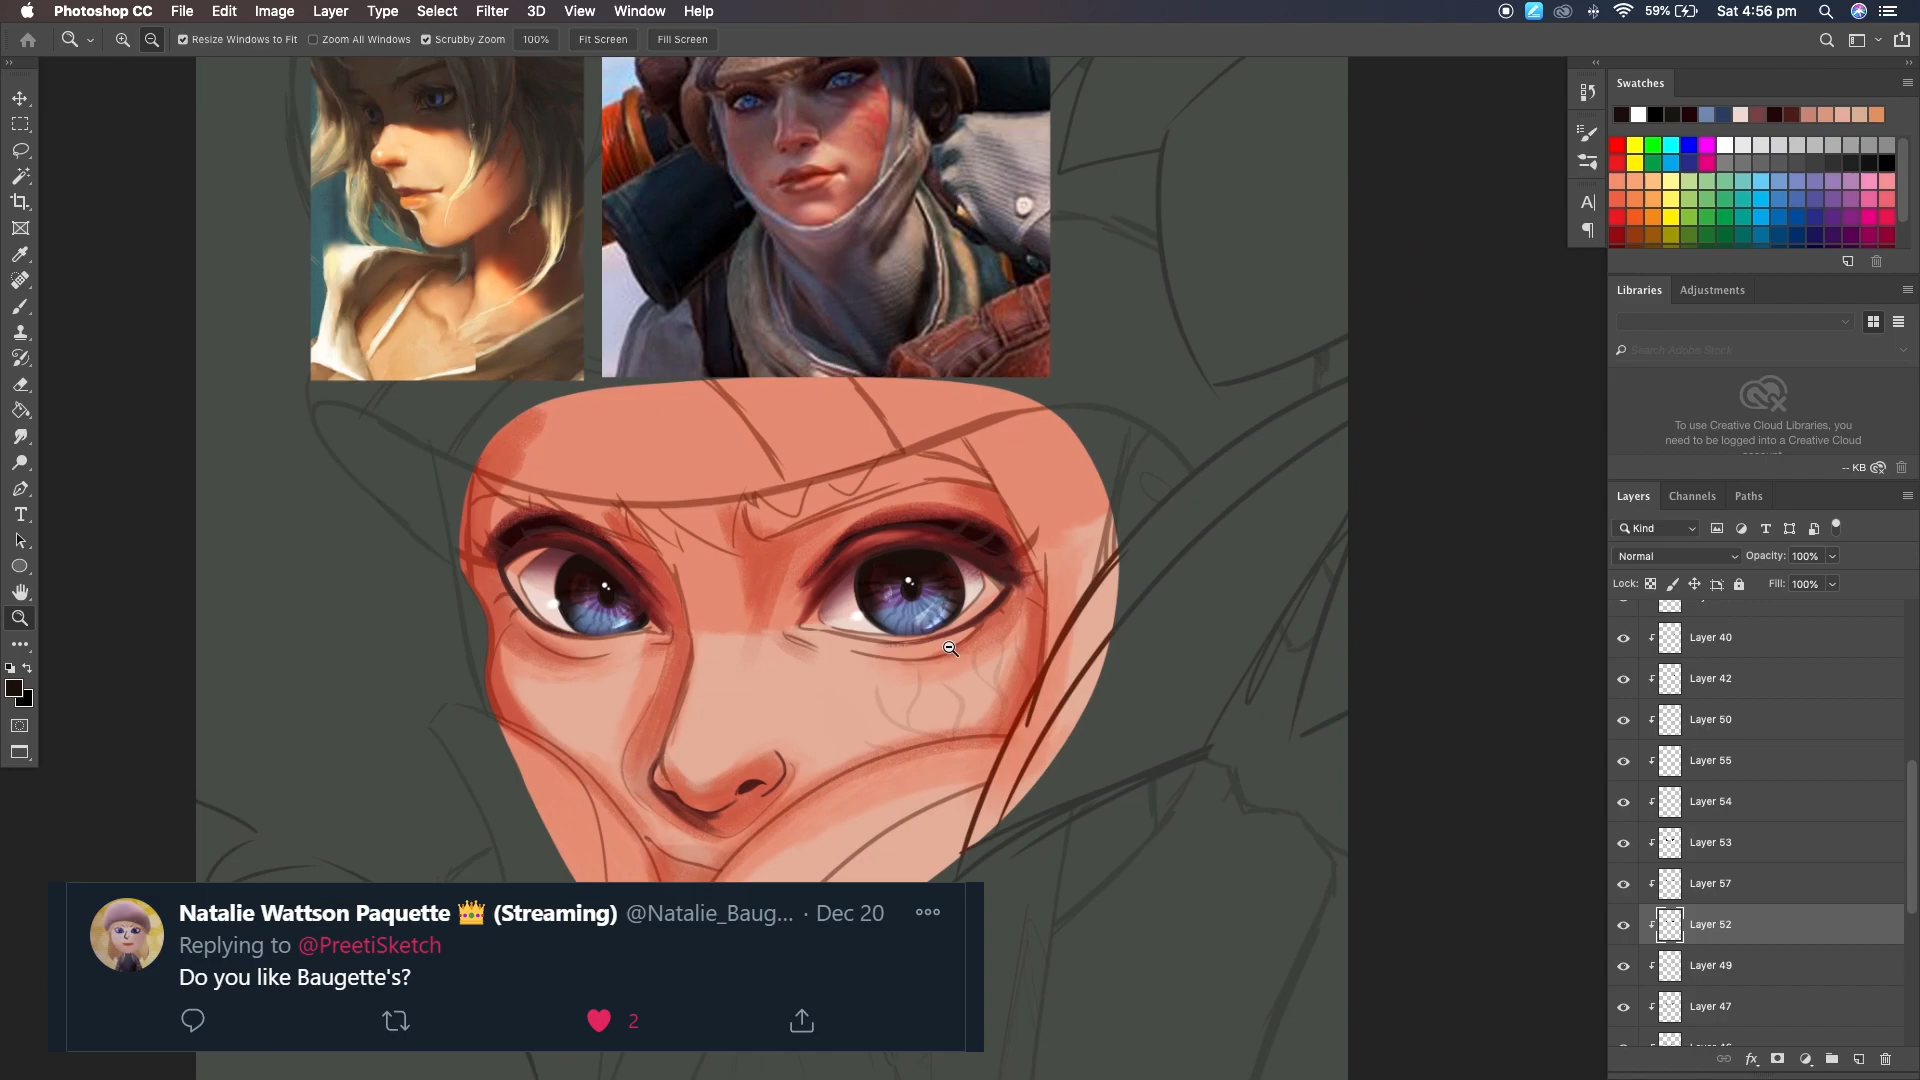 Photoshop CC File Edit Image Layer Type Select Filter 3D View Window Help 59% Sat 4:56 pm
Resize Windows to Fit Zoom All Windows Scrubby Zoom 100% Fit Screen Fill Screen
Swatches
Libraries Adjustments
Search Adobe Stock
To use Creative Cloud Libraries, you
need to be logged into a Creative Cloud
-- KB
Layers Channels Paths
Kind
Normal Opacity: 100%
Lock: Fill: 100%
Layer 40
Layer 42
Layer 50
Layer 55
Layer 54
Layer 53
Layer 57
Layer 52
Layer 49
Layer 47
Natalie Wattson Paquette 👑 (Streaming) @Natalie_Baug... · Dec 20
Replying to @PreetiSketch
Do you like Baugette's?
2